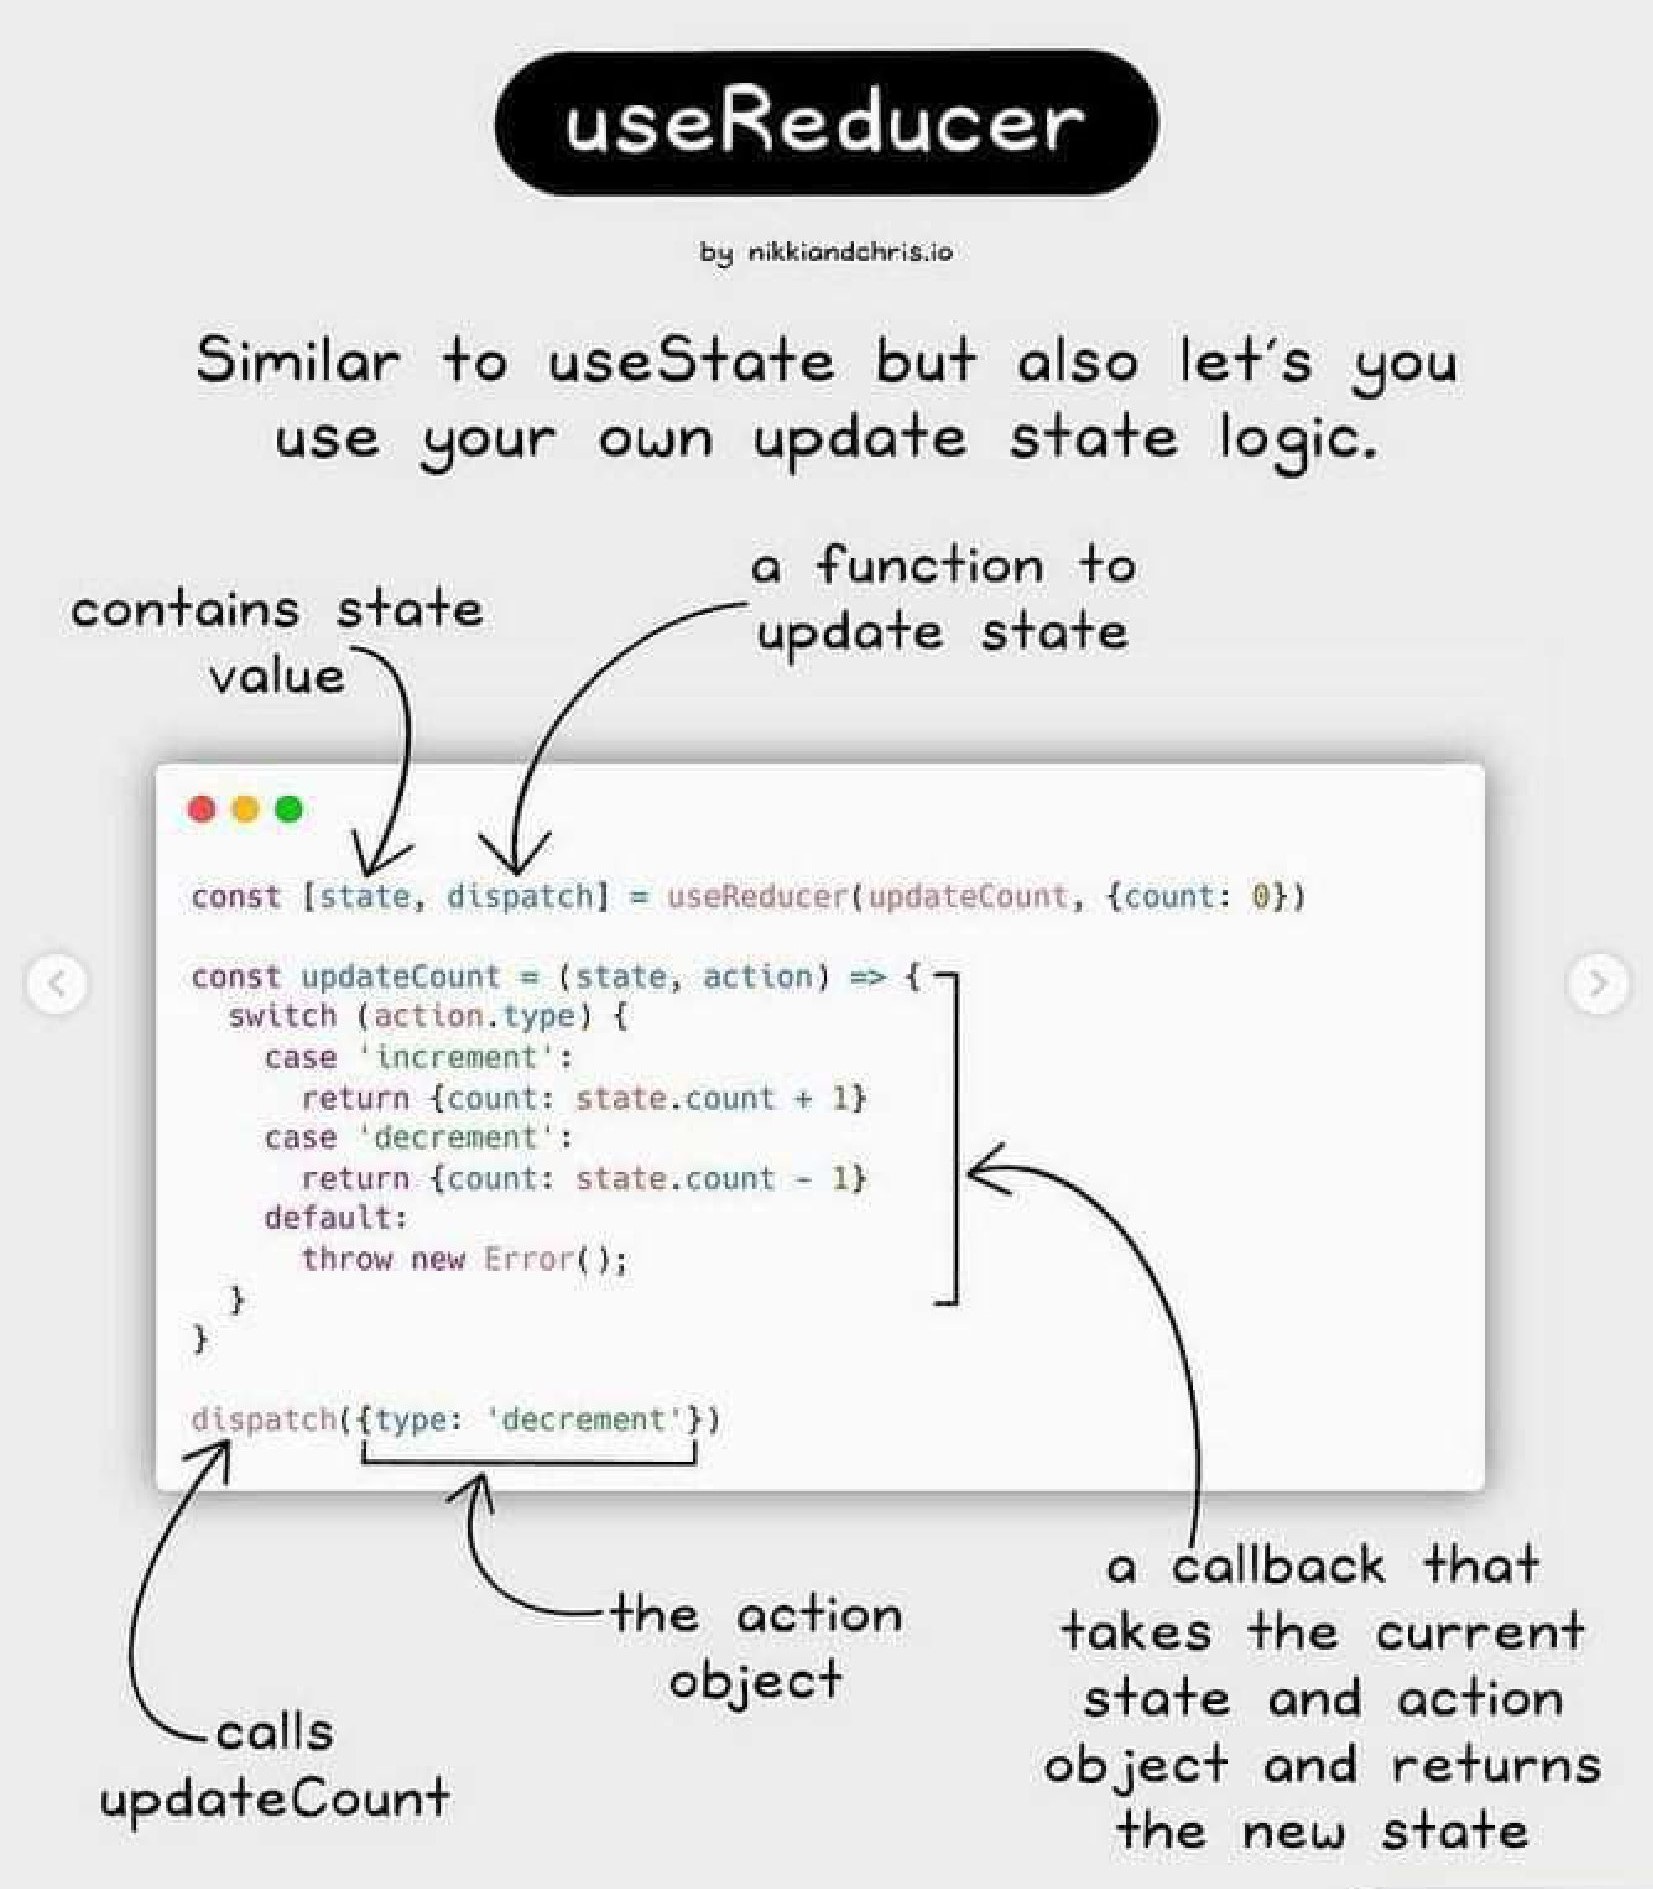 useReducer
by nikkiandchris.io
Similar to useState but also let's you
use your own update state logic.
contains state
value
a function to
update state
const [state, dispatch] = useReducer(updateCount, {count: 0})
const updateCount = (state, action) => {
  switch (action.type) {
    case 'increment':
      return {count: state.count + 1}
    case 'decrement':
      return {count: state.count - 1}
    default:
      throw new Error();
  }
}
dispatch({type: 'decrement'})
the action
object
calls
updateCount
a callback that
takes the current
state and action
object and returns
the new state